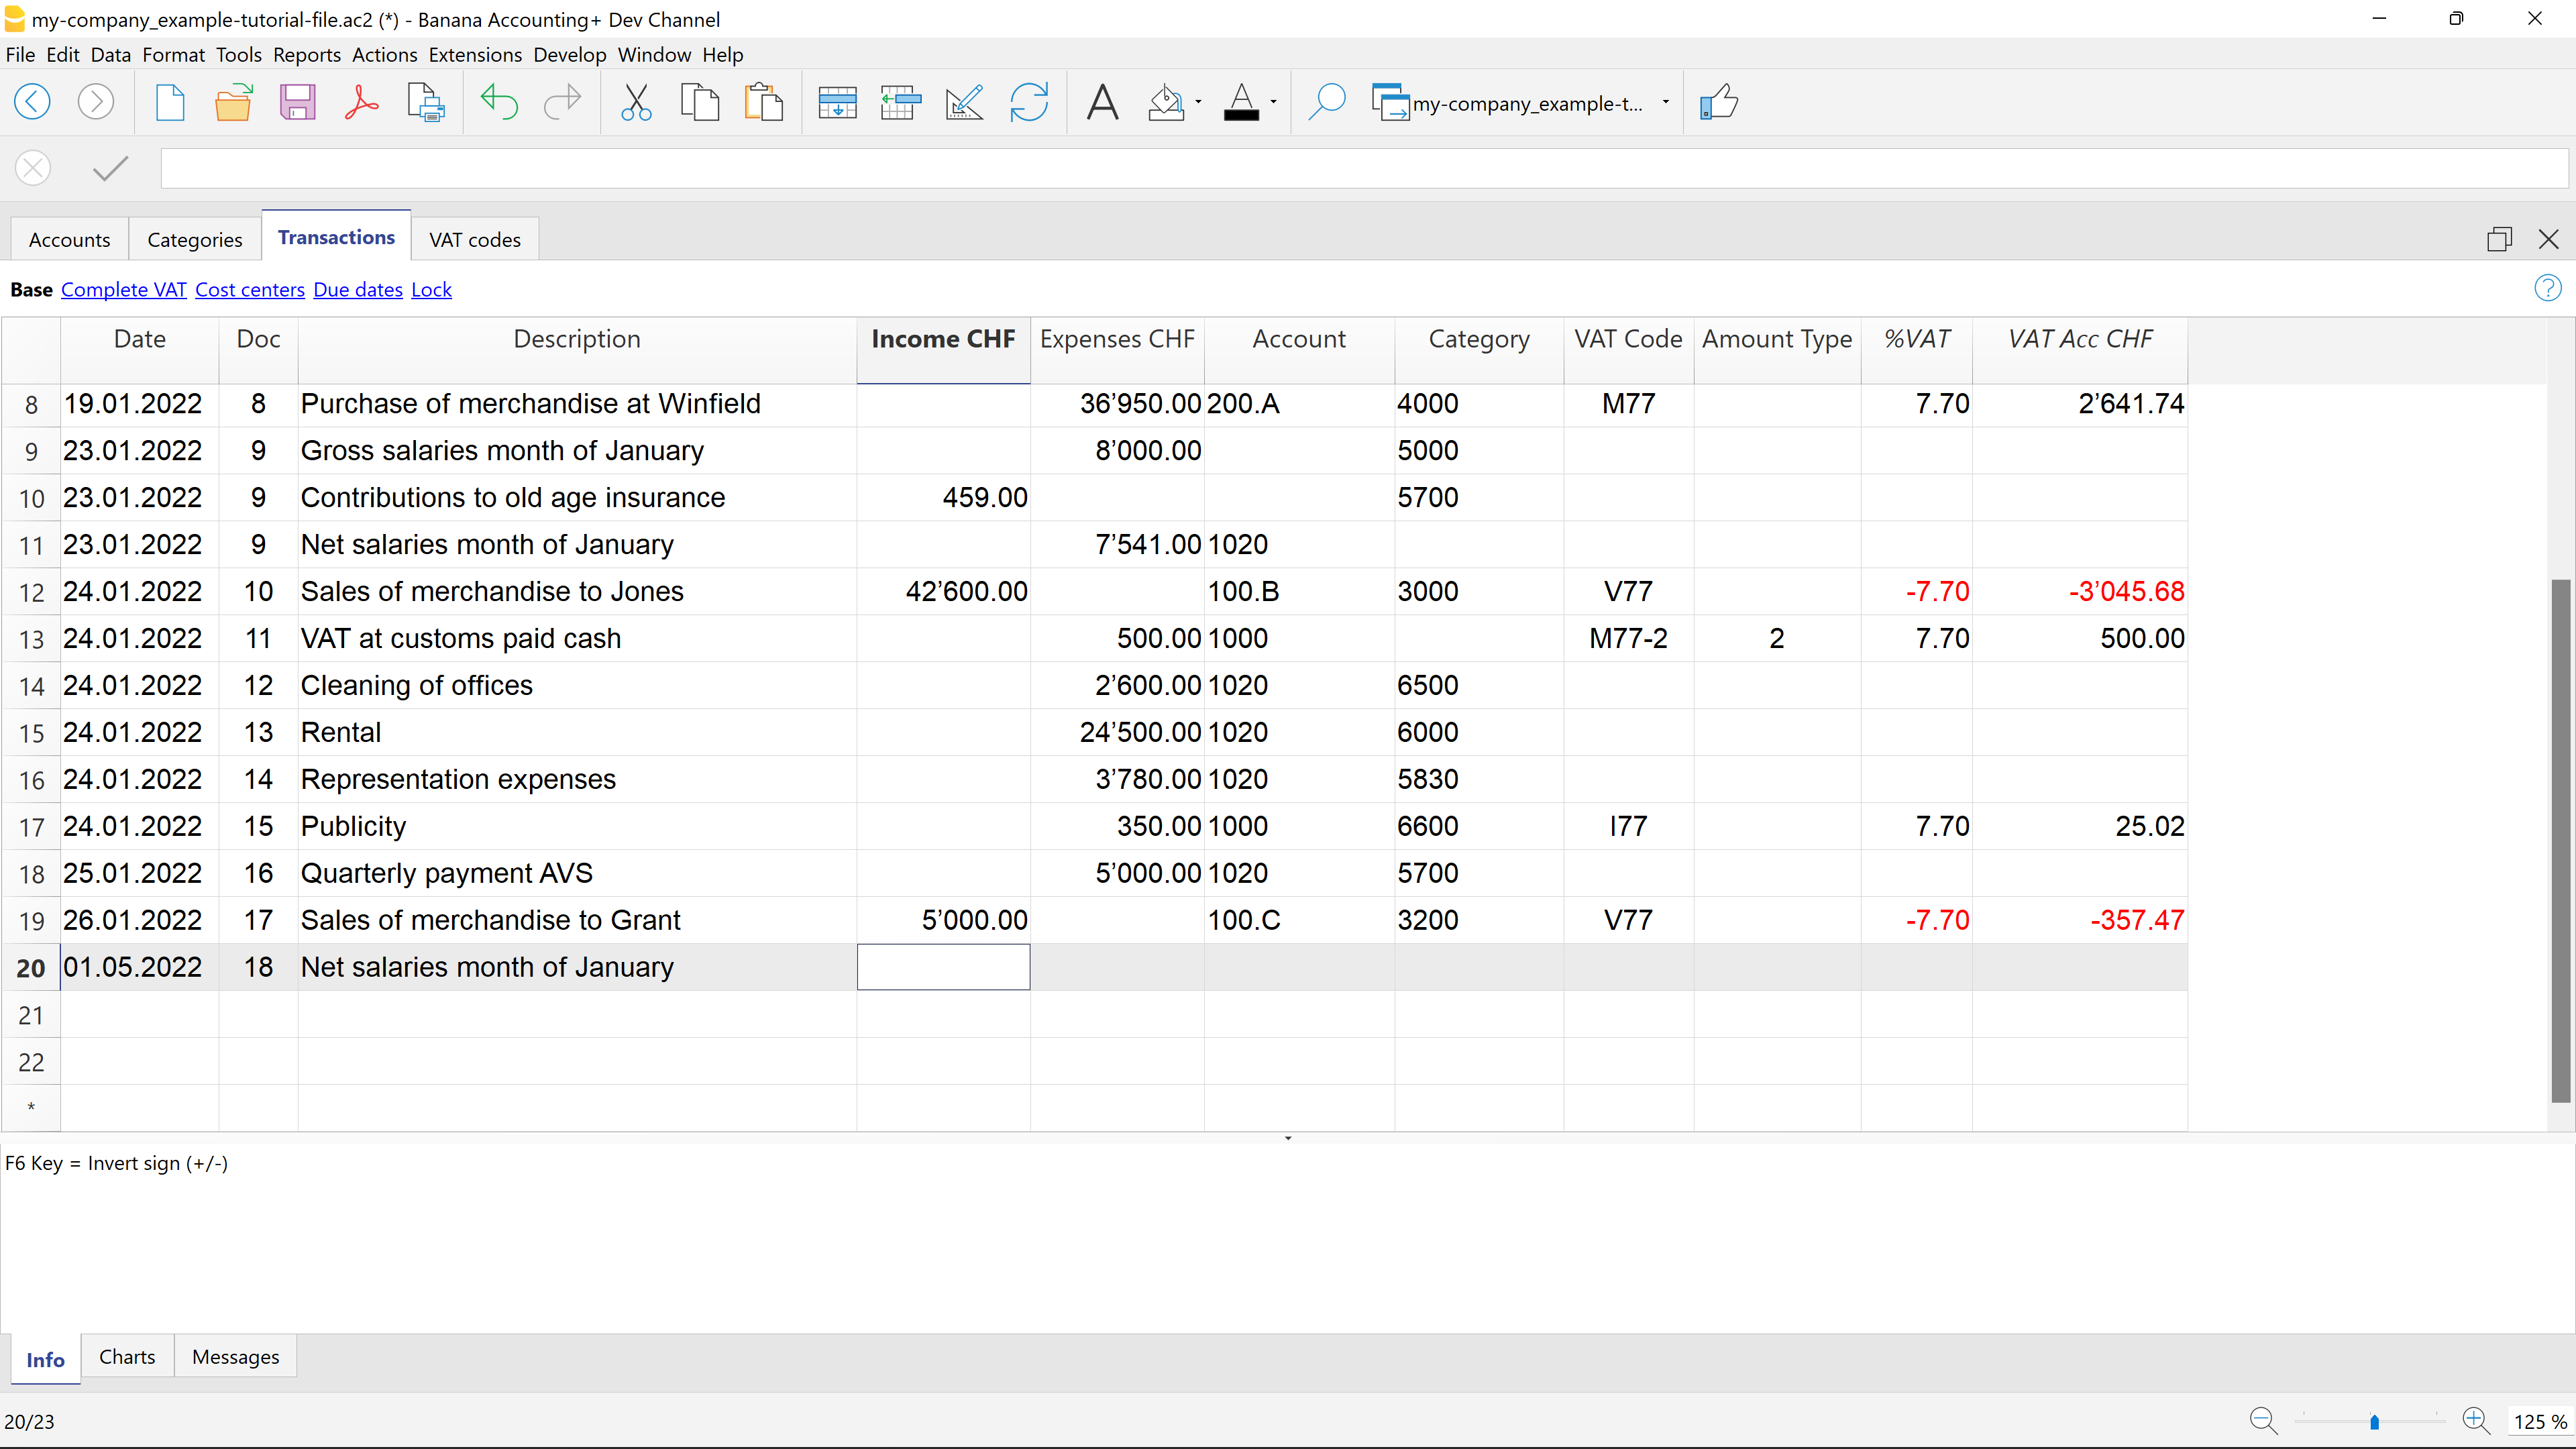 my-company_example-tutorial-file.ac2 (*) - Banana Accounting+ Dev Channel
File Edit Data Format Tools Reports Actions Extensions Develop Window Help
my-company_example-t...
Accounts Categories Transactions VAT codes
Base Complete VAT Cost centers Due dates Lock
Date Doc Description Income CHF Expenses CHF Account Category VAT Code Amount Type %VAT VAT Acc CHF
8 19.01.2022 8 Purchase of merchandise at Winfield 36’950.00 200.A 4000 M77 7.70 2’641.74
9 23.01.2022 9 Gross salaries month of January 8’000.00 5000
10 23.01.2022 9 Contributions to old age insurance 459.00 5700
11 23.01.2022 9 Net salaries month of January 7’541.00 1020
12 24.01.2022 10 Sales of merchandise to Jones 42’600.00 100.B 3000 V77 -7.70 -3’045.68
13 24.01.2022 11 VAT at customs paid cash 500.00 1000 M77-2 2 7.70 500.00
14 24.01.2022 12 Cleaning of offices 2’600.00 1020 6500
15 24.01.2022 13 Rental 24’500.00 1020 6000
16 24.01.2022 14 Representation expenses 3’780.00 1020 5830
17 24.01.2022 15 Publicity 350.00 1000 6600 I77 7.70 25.02
18 25.01.2022 16 Quarterly payment AVS 5’000.00 1020 5700
19 26.01.2022 17 Sales of merchandise to Grant 5’000.00 100.C 3200 V77 -7.70 -357.47
20 01.05.2022 18 Net salaries month of January
21
22
*
F6 Key = Invert sign (+/-)
Info Charts Messages
20/23 125 %